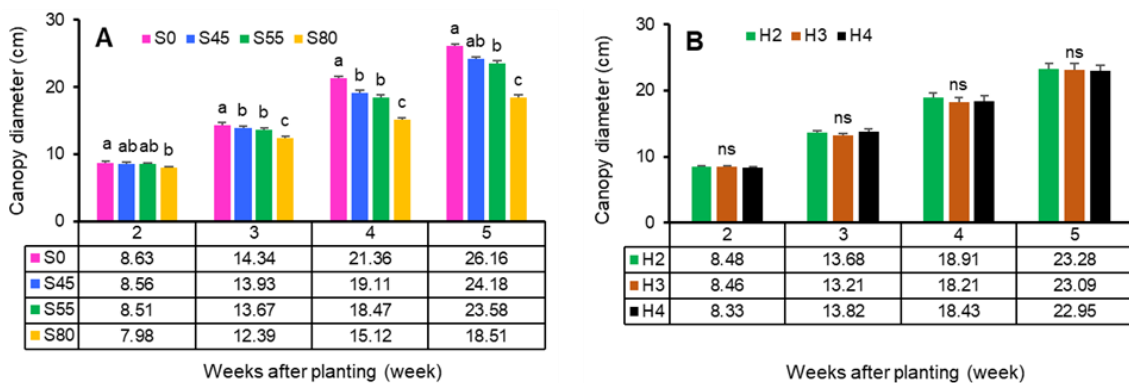 A
S0 S45 S55 S80
Canopy diameter (cm)
30
20
10
0
a ab ab b
a b b c
a b b c
a ab b c
2 3 4 5
S0 8.63 14.34 21.36 26.16
S45 8.56 13.93 19.11 24.18
S55 8.51 13.67 18.47 23.58
S80 7.98 12.39 15.12 18.51
Weeks after planting (week)
B
H2 H3 H4
Canopy diameter (cm)
30
20
10
0
ns ns ns ns
2 3 4 5
H2 8.48 13.68 18.91 23.28
H3 8.46 13.21 18.21 23.09
H4 8.33 13.82 18.43 22.95
Weeks after planting (week)